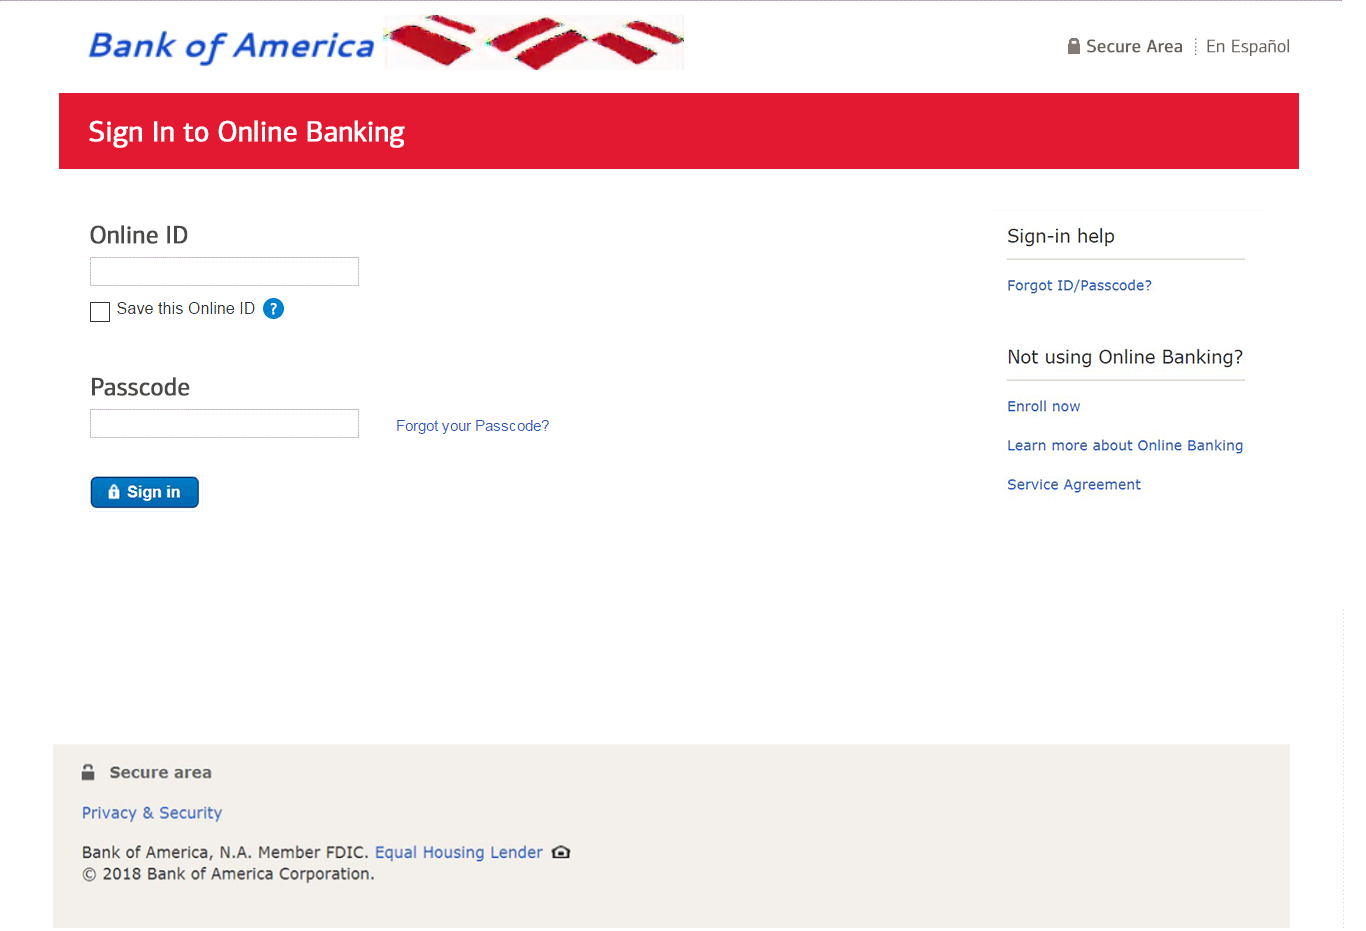 Bank of America
Secure Area
En Español
Sign In to Online Banking
Online ID
Save this Online ID ?
Passcode
Forgot your Passcode?
Sign in
Sign-in help
Forgot ID/Passcode?
Not using Online Banking?
Enroll now
Learn more about Online Banking
Service Agreement
Secure area
Privacy & Security
Bank of America, N.A. Member FDIC. Equal Housing Lender
© 2018 Bank of America Corporation.